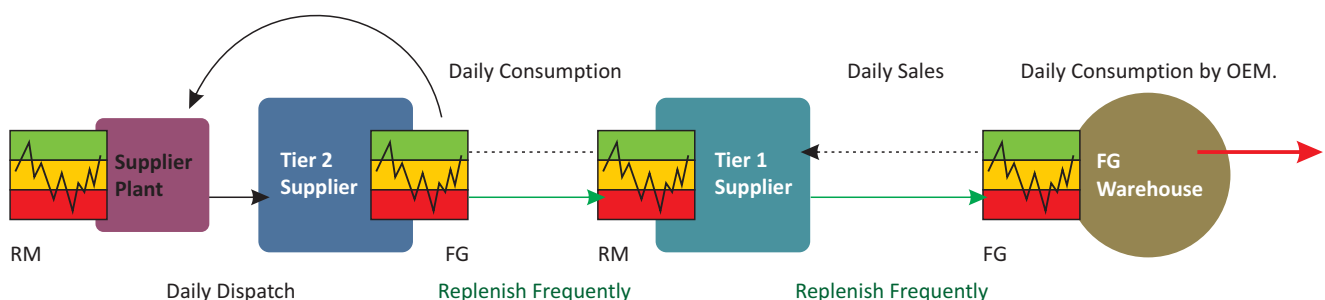 Daily Consumption
Daily Sales
Daily Consumption by OEM.
Supplier
Plant
Tier 2
Supplier
Tier 1
Supplier
FG
Warehouse
RM
FG
RM
FG
Daily Dispatch
Replenish Frequently
Replenish Frequently